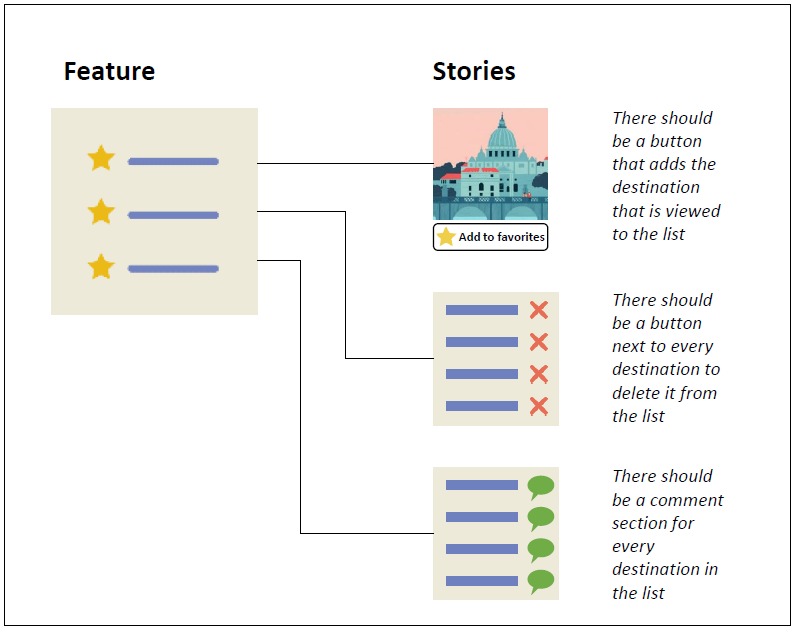 Feature
Stories
There should
be a button
that adds the
destination
that is viewed
to the list
Add to favorites
There should
be a button
next to every
destination to
delete it from
the list
There should
be a comment
section for
every
destination in
the list